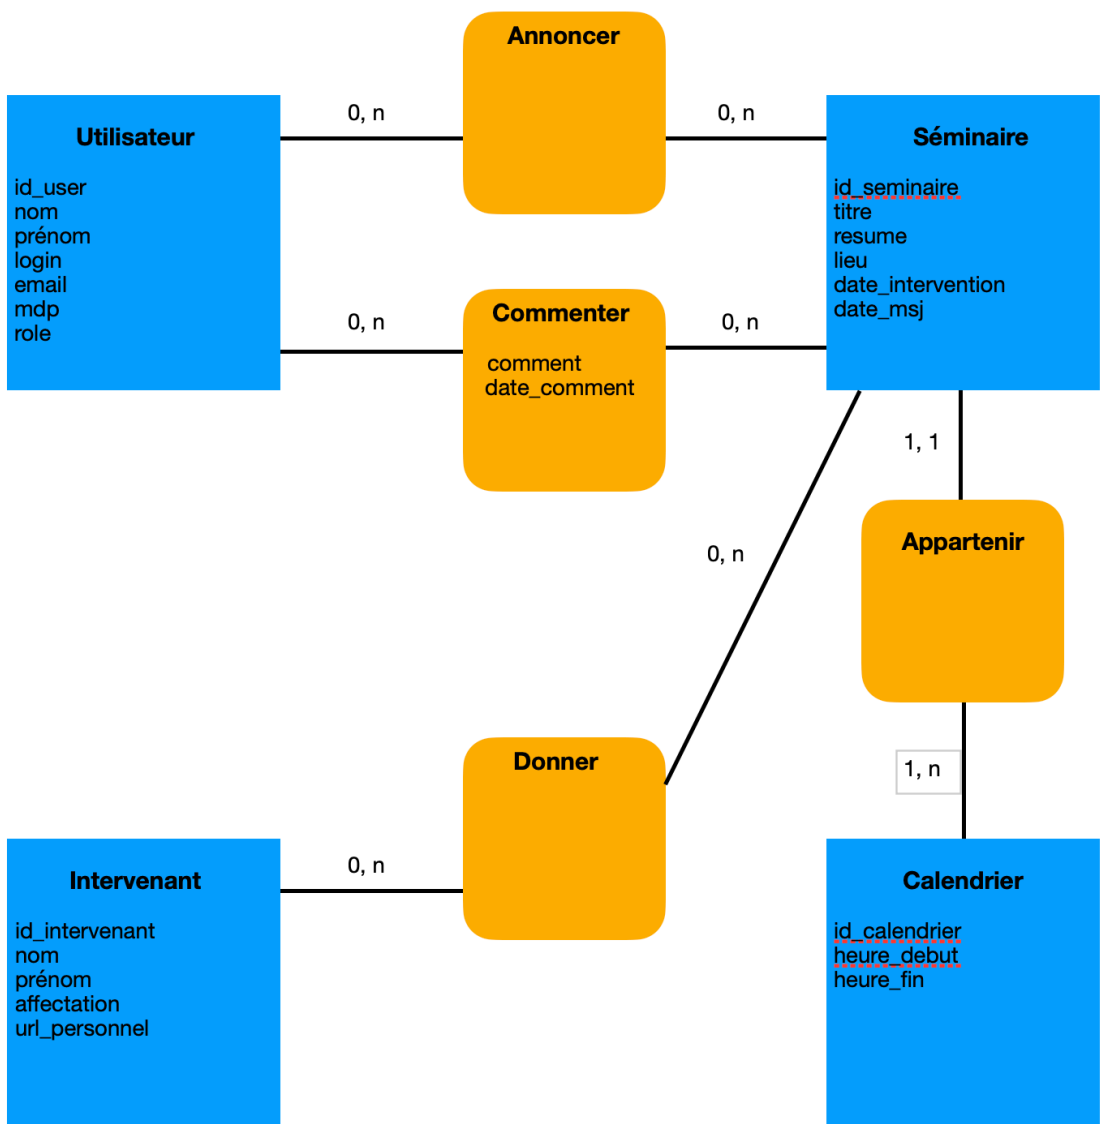 Annoncer
0, n
0, n
Utilisateur
id_user
nom
prénom
login
email
mdp
role
Séminaire
id_seminaire
titre
resume
lieu
date_intervention
date_msj
0, n
Commenter
comment
date_comment
0, n
1, 1
0, n
Appartenir
Donner
1, n
0, n
Intervenant
id_intervenant
nom
prénom
affectation
url_personnel
Calendrier
id_calendrier
heure_debut
heure_fin